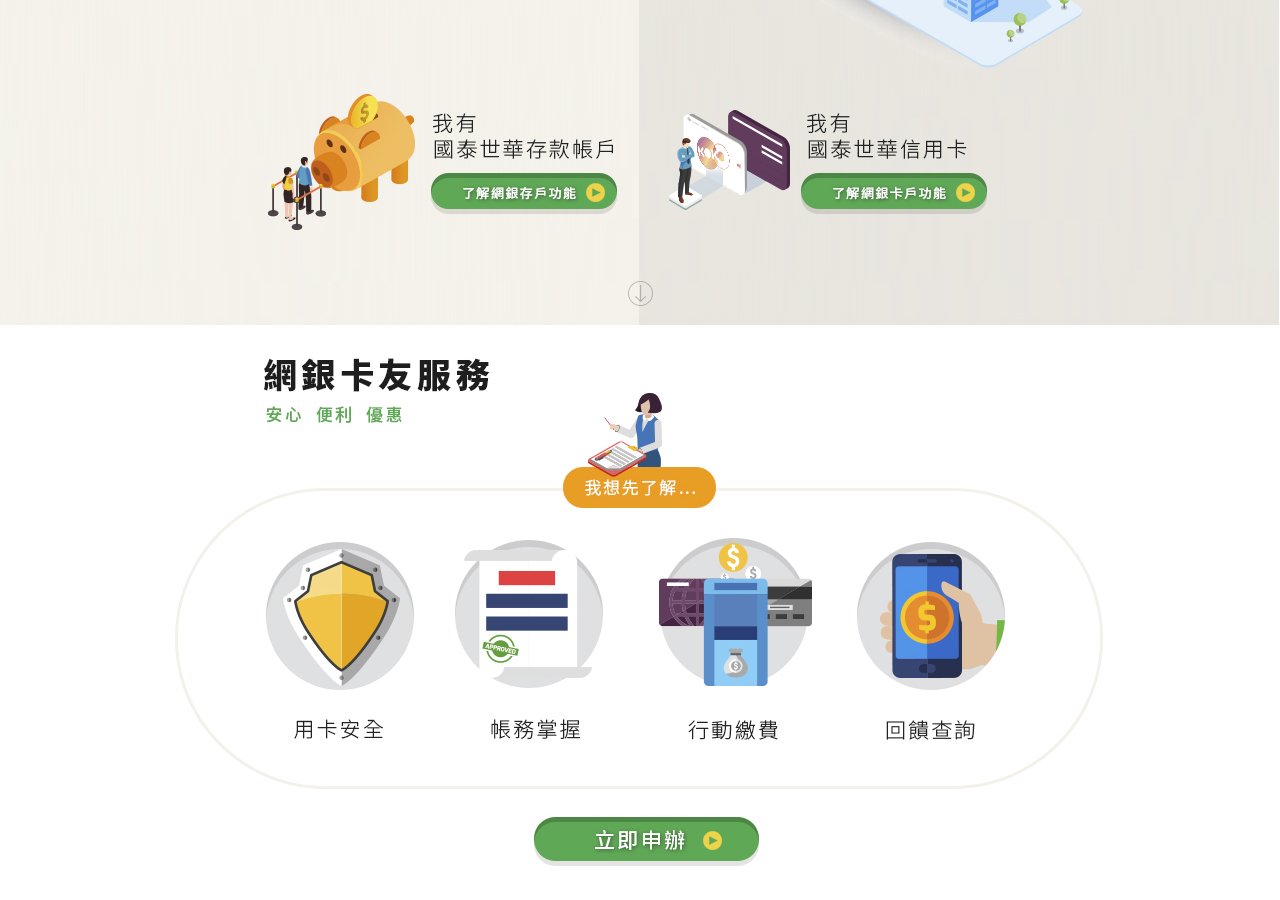 我有
國泰世華存款帳戶
了解網銀存戶功能
我有
國泰世華信用卡
了解網銀卡戶功能
網銀卡友服務
安心 便利 優惠
我想先了解...
APPROVED
用卡安全
帳務掌握
行動繳費
回饋查詢
立即申辦